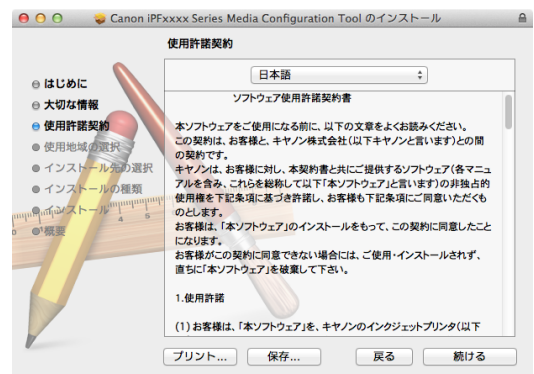 Canon iPFxxxx Series Media Configuration Tool のインストール
使用許諾契約
はじめに
大切な情報
使用許諾契約
使用地域の選択
インストール先の選択
インストールの種類
インストール
概要
日本語
ソフトウェア使用許諾契約書
本ソフトウェアをご使用になる前に、以下の文章をよくお読みください。
この契約は、お客様と、キヤノン株式会社(以下キヤノンと言います)との間
の契約です。
キヤノンは、お客様に対し、本契約書と共にご提供するソフトウェア(各マニュ
アルを含み、これらを総称して以下「本ソフトウェア」と言います)の非独占的
使用権を下記条項に基づき許諾し、お客様も下記条項にご同意いただくも
のとします。
お客様は、「本ソフトウェア」のインストールをもって、この契約に同意したこと
になります。
お客様がこの契約に同意できない場合には、ご使用・インストールされず、
直ちに「本ソフトウェア」を破棄して下さい。
1.使用許諾
(1) お客様は、「本ソフトウェア」を、キヤノンのインクジェットプリンタ(以下
プリント...
保存...
戻る
続ける
4 5